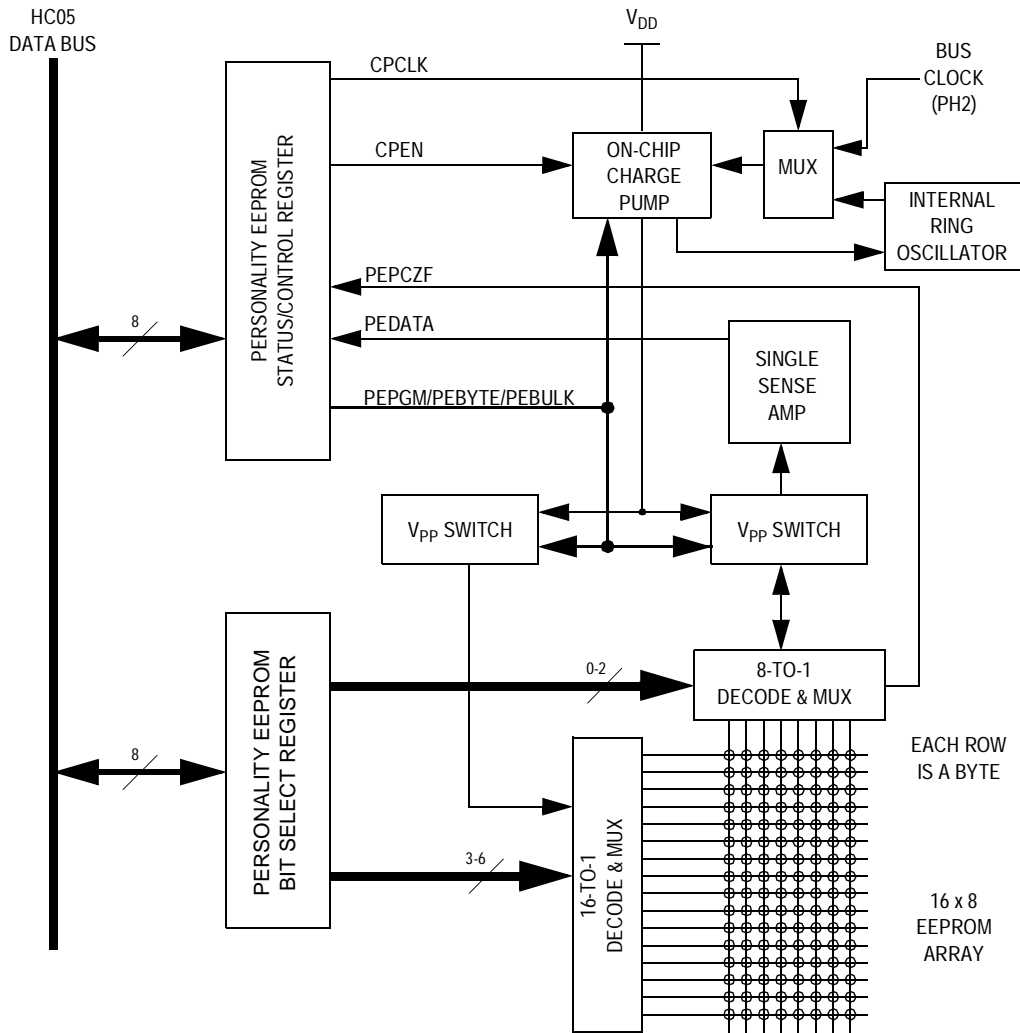 HC05
DATA BUS
V_DD
BUS
CLOCK
(PH2)
CPCLK
CPEN
PERSONALITY EEPROM
STATUS/CONTROL REGISTER
ON-CHIP
CHARGE
PUMP
MUX
INTERNAL
RING
OSCILLATOR
PEPCZF
PEDATA
8
SINGLE
SENSE
AMP
PEPGM/PEBYTE/PEBULK
V_PP SWITCH
V_PP SWITCH
PERSONALITY EEPROM
BIT SELECT REGISTER
0-2
8-TO-1
DECODE & MUX
8
EACH ROW
IS A BYTE
3-6
16-TO-1
DECODE & MUX
16 x 8
EEPROM
ARRAY